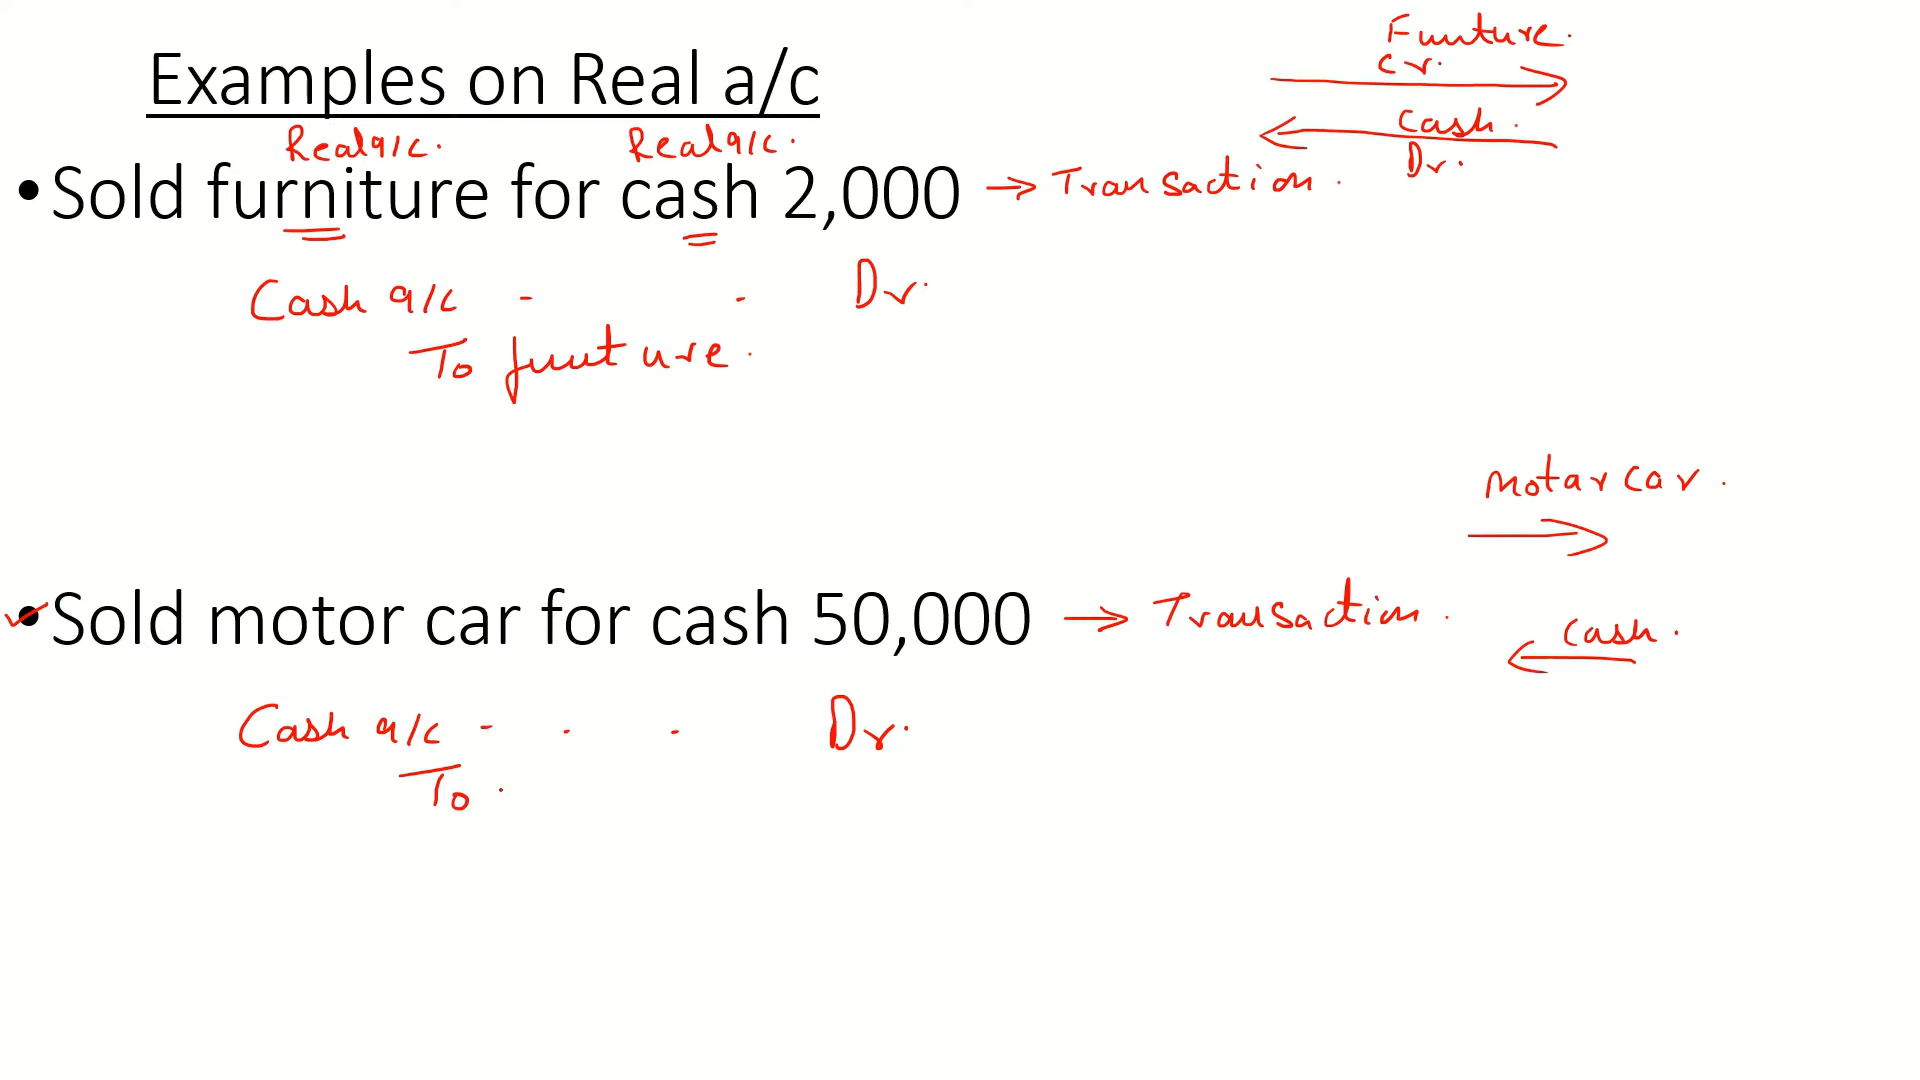 Funture.
Cr.
Examples on Real a/c
Cash.
Real a/c. Real a/c.
Dr.
• Sold furniture for cash 2,000 → Transaction.
Cash a/c - - Dr.
To funture.
Motar car.
• Sold motor car for cash 50,000 → Transaction.
Cash.
Cash a/c - . . Dr.
To .